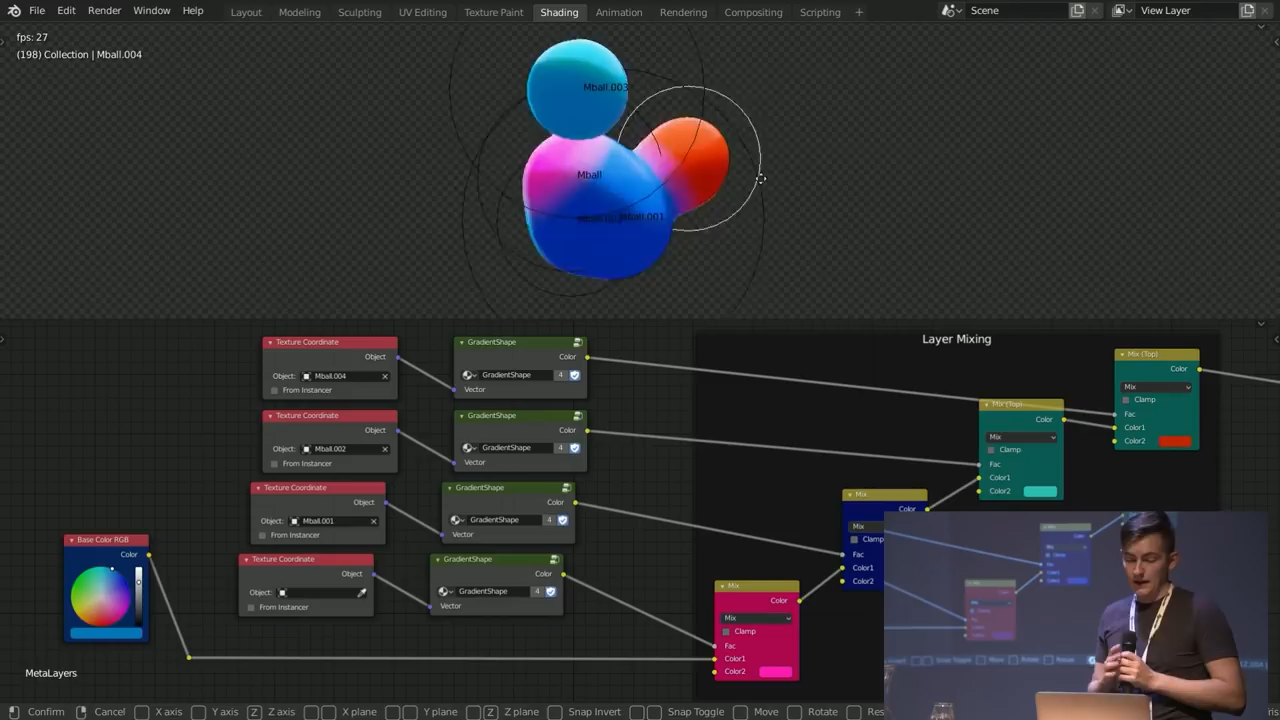 File Edit Render Window Help Layout Modeling Sculpting UV Editing Texture Paint Shading Animation Rendering Compositing Scripting + Scene View Layer
fps: 27
(198) Collection | Mball.004
Mball.003
Mball
Mball.001
Layer Mixing
Texture Coordinate
Object
Object: Mball.004
From Instancer
GradientShape
Color
GradientShape 4
Vector
Mix (Top)
Color
Mix
Clamp
Fac
Color1
Color2
Texture Coordinate
Object
Object: Mball.002
From Instancer
GradientShape
Color
GradientShape 4
Vector
Mix (Top)
Color
Mix
Clamp
Fac
Color1
Color2
Texture Coordinate
Object
Object: Mball.001
From Instancer
GradientShape
Color
GradientShape 4
Vector
Mix
Color
Mix
Clamp
Fac
Color1
Color2
Base Color RGB
Color
Texture Coordinate
Object
Object:
From Instancer
GradientShape
Color
GradientShape 4
Vector
Mix
Color
Mix
Clamp
Fac
Color1
Color2
MetaLayers
Confirm Cancel X axis Y axis Z Z axis X plane Y plane Z Z plane Snap Invert Snap Toggle Move Rotate Res